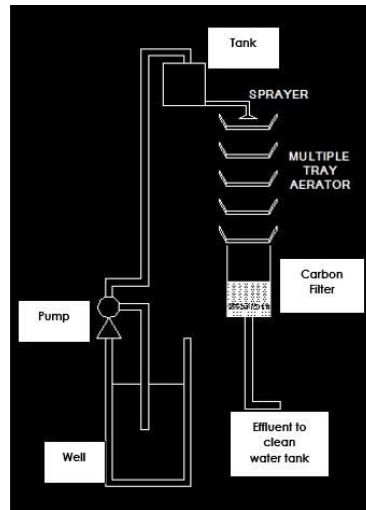 Tank
SPRAYER
MULTIPLE
TRAY
AERATOR
Carbon
Filter
Pump
Effluent to
clean
water tank
Well